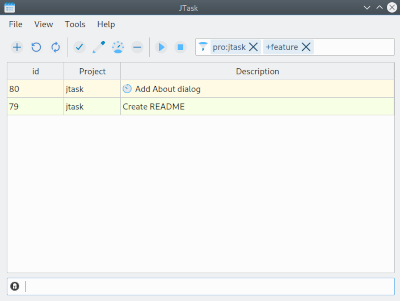 JTask
File View Tools Help
pro:jtask +feature
id Project Description
80 jtask Add About dialog
79 jtask Create README